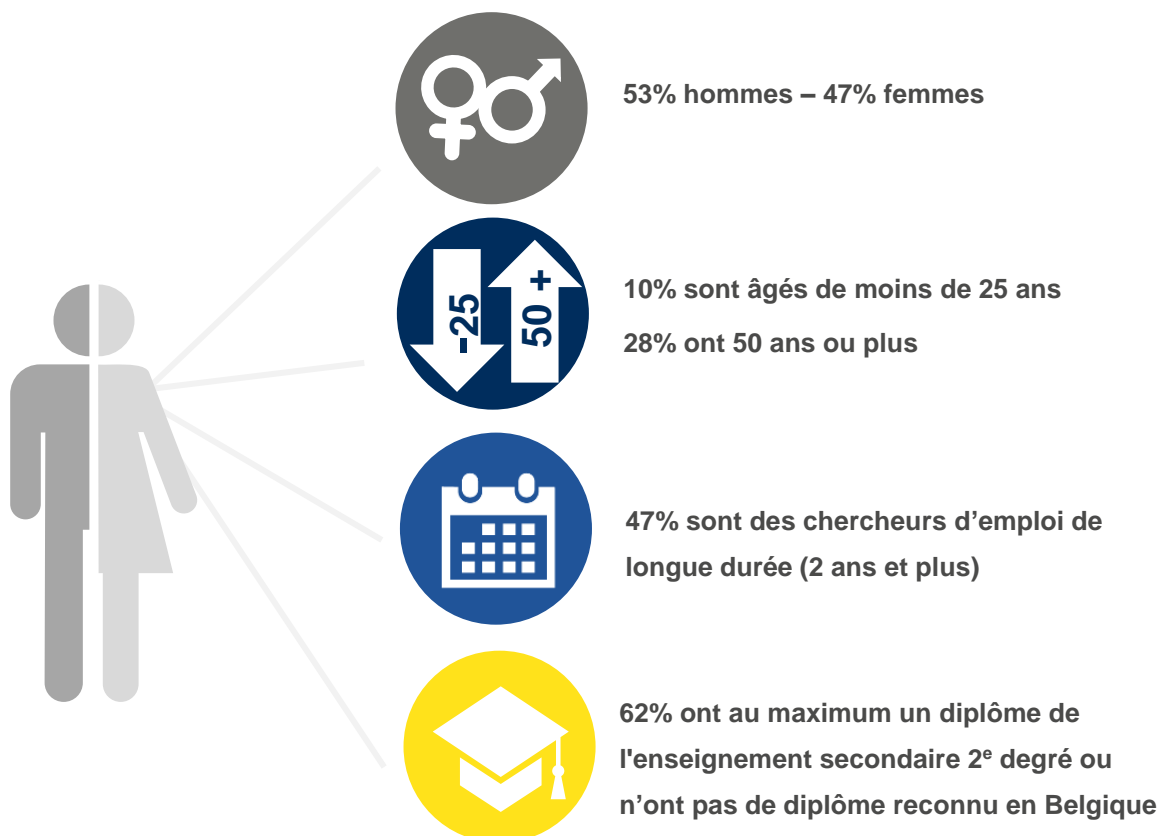 53% hommes – 47% femmes
-25
50 +
10% sont âgés de moins de 25 ans
28% ont 50 ans ou plus
47% sont des chercheurs d’emploi de
longue durée (2 ans et plus)
62% ont au maximum un diplôme de
l'enseignement secondaire 2e degré ou
n’ont pas de diplôme reconnu en Belgique